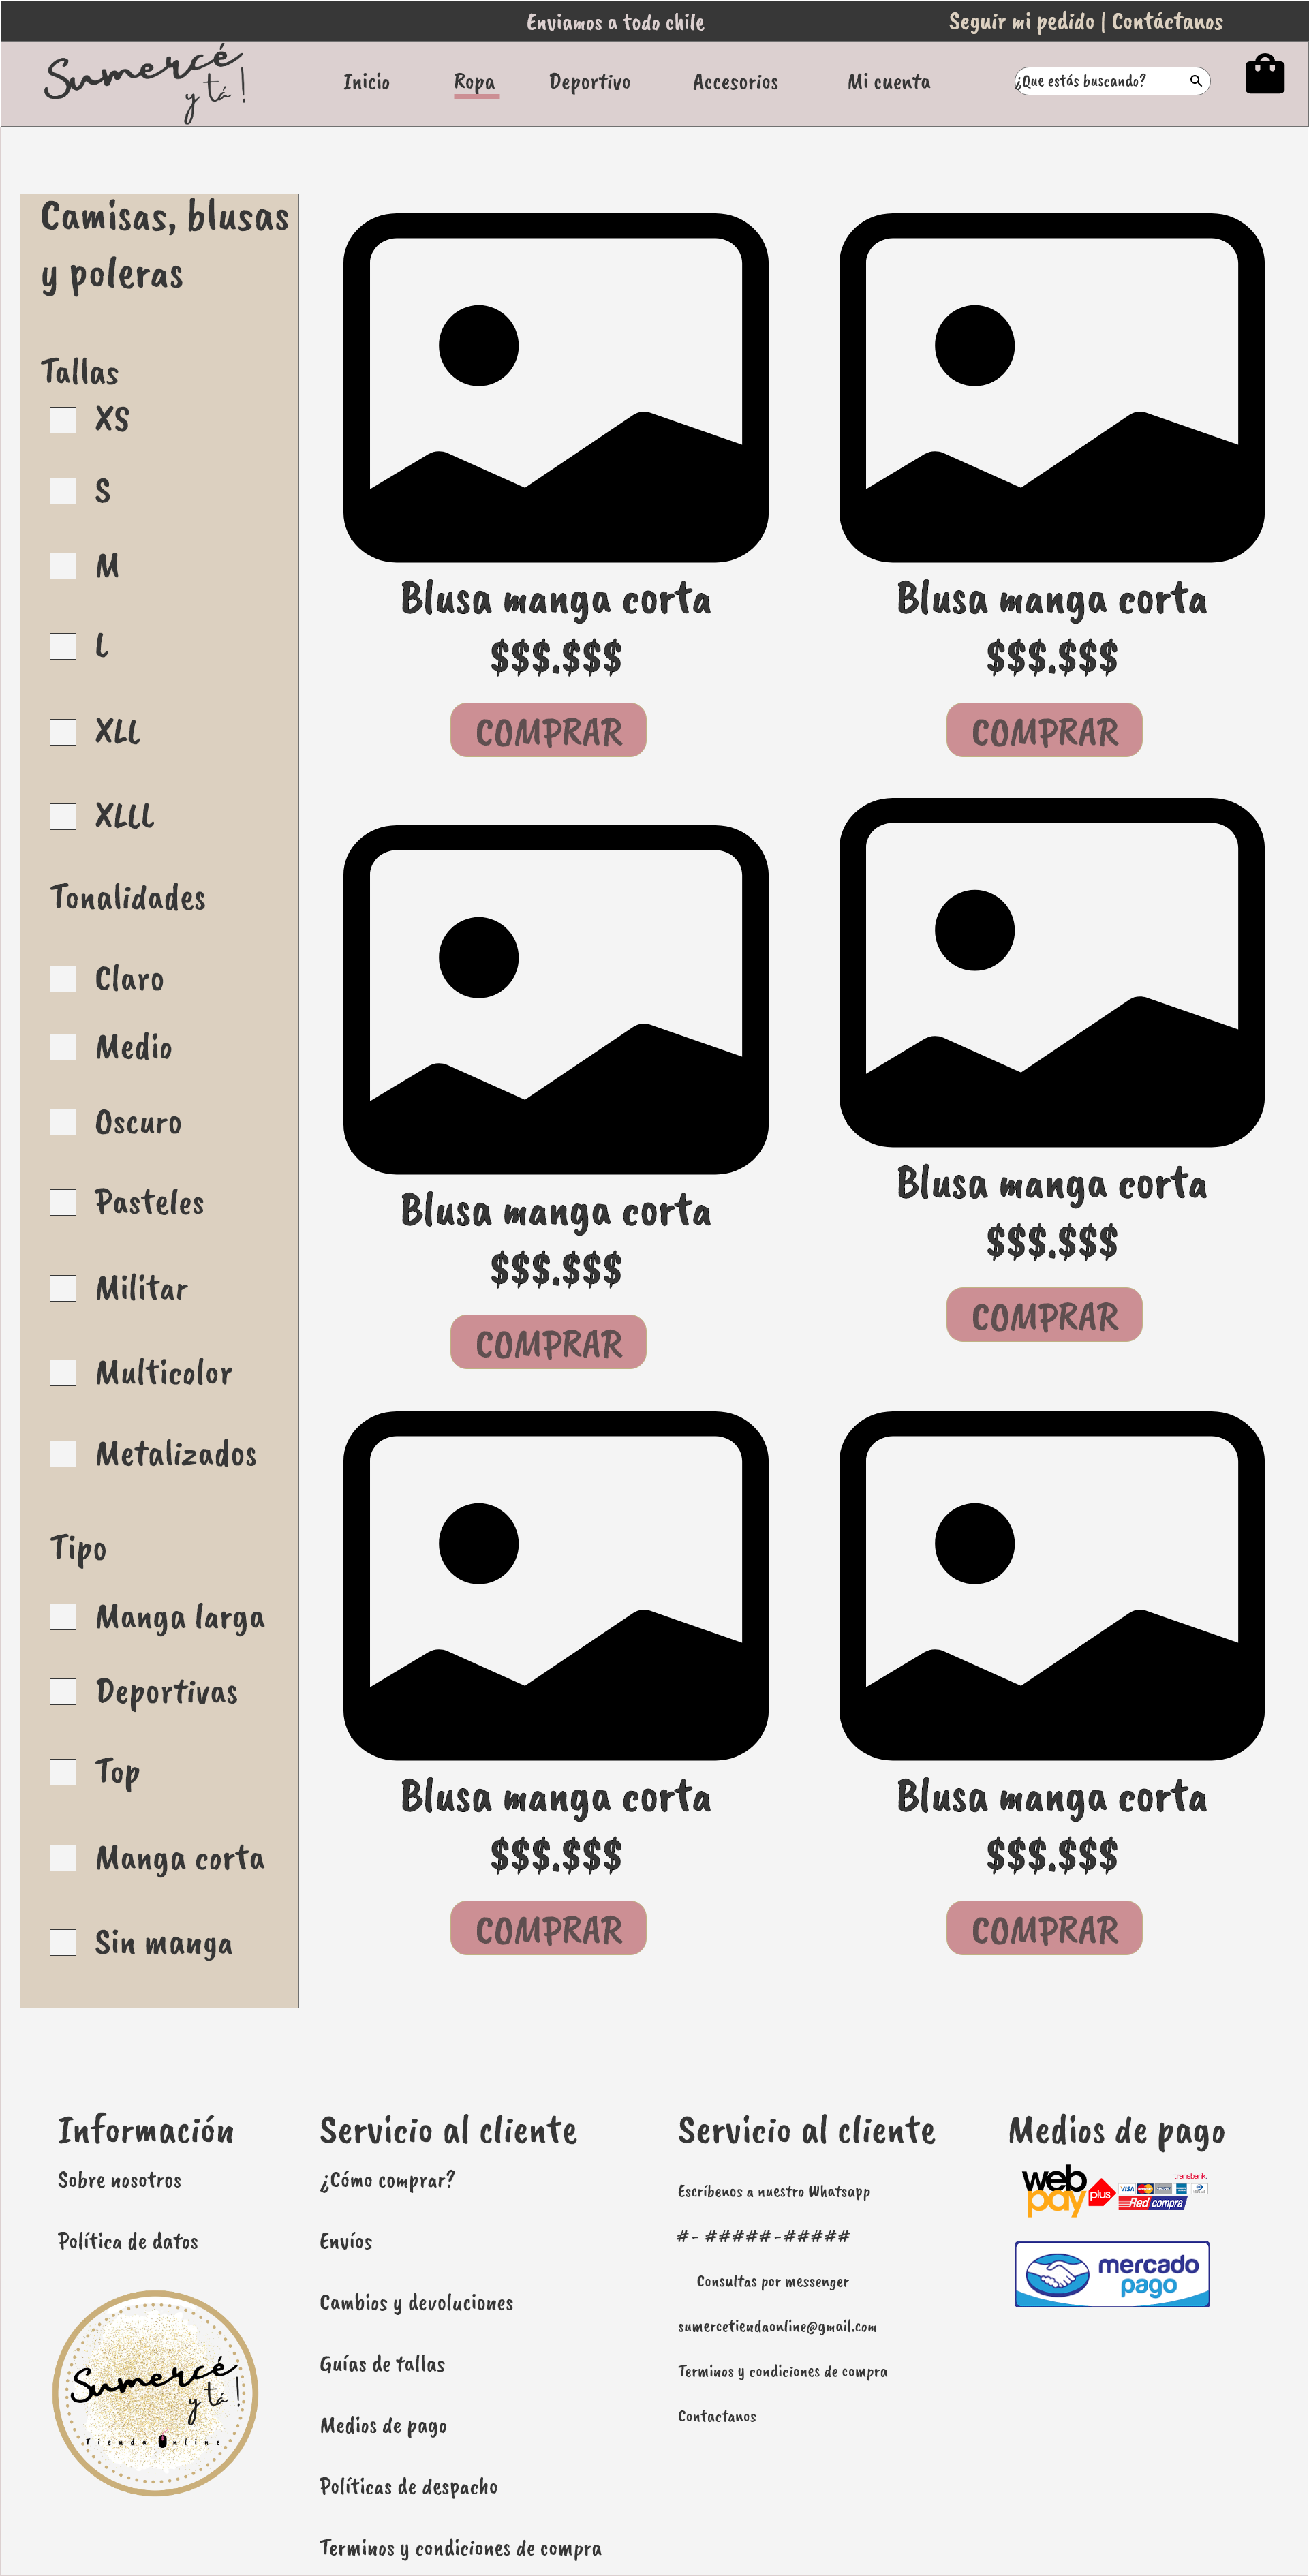 Enviamos a todo chile
Seguir mi pedido | Contáctanos
Sumercé
y tá !
Inicio
Ropa
Deportivo
Accesorios
Mi cuenta
¿Que estás buscando?
Camisas, blusas
y poleras
Tallas
XS
S
M
L
XLL
XLLL
Tonalidades
Claro
Medio
Oscuro
Pasteles
Militar
Multicolor
Metalizados
Tipo
Manga larga
Deportivas
Top
Manga corta
Sin manga
Blusa manga corta
$$$.$$$
COMPRAR
Blusa manga corta
$$$.$$$
COMPRAR
Blusa manga corta
$$$.$$$
COMPRAR
Blusa manga corta
$$$.$$$
COMPRAR
Blusa manga corta
$$$.$$$
COMPRAR
Blusa manga corta
$$$.$$$
COMPRAR
Información
Sobre nosotros
Política de datos
Sumercé
y tá !
Tienda Online
Servicio al cliente
¿Cómo comprar?
Envíos
Cambios y devoluciones
Guías de tallas
Medios de pago
Políticas de despacho
Terminos y condiciones de compra
Servicio al cliente
Escríbenos a nuestro Whatsapp
#- #####-#####
Consultas por messenger
sumercetiendaonline@gmail.com
Terminos y condiciones de compra
Contactanos
Medios de pago
web
pay
plus
transbank.
VISA
Redcompra
mercado
pago